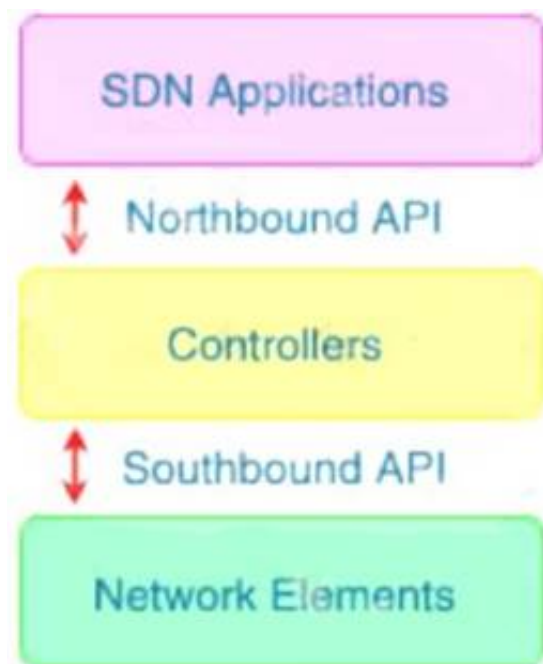 SDN Applications
Northbound API
Controllers
Southbound API
Network Elements